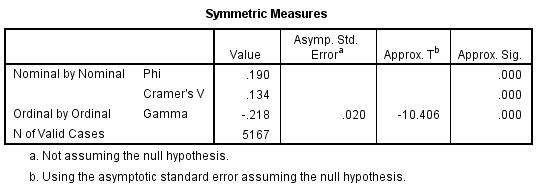 Symmetric Measures
Value Asymp. Std. Errorᵃ Approx. Tᵇ Approx. Sig.
Nominal by Nominal Phi .190 .000
Cramer's V .134 .000
Ordinal by Ordinal Gamma -.218 .020 -10.406 .000
N of Valid Cases 5167
a. Not assuming the null hypothesis.
b. Using the asymptotic standard error assuming the null hypothesis.